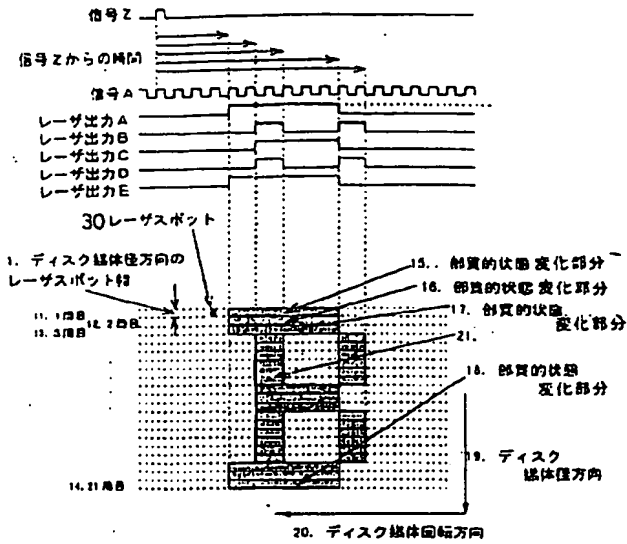 信号Z
信号Zからの時間
信号A
レーザ出力A
レーザ出力B
レーザ出力C
レーザ出力D
レーザ出力E
30 レーザスポット
1. ディスク媒体径方向の
レーザスポット幅
11. 1周目
12. 2周目
13. 3周目
14. 21周目
15. 部質的状態変化部分
16. 部質的状態変化部分
17. 部質的状態
変化部分
21.
18. 部質的状態
変化部分
19. ディスク
媒体径方向
20. ディスク媒体回転方向